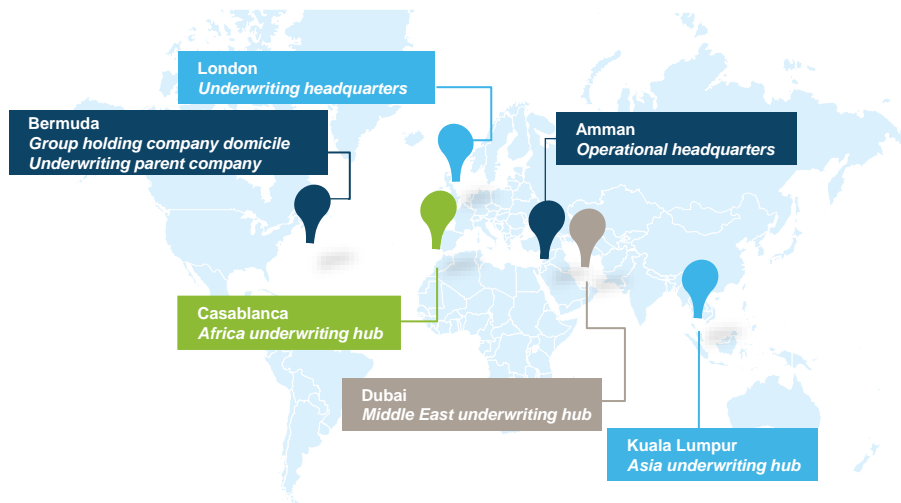 London
Underwriting headquarters
Bermuda
Group holding company domicile
Underwriting parent company
Amman
Operational headquarters
Casablanca
Africa underwriting hub
Dubai
Middle East underwriting hub
Kuala Lumpur
Asia underwriting hub